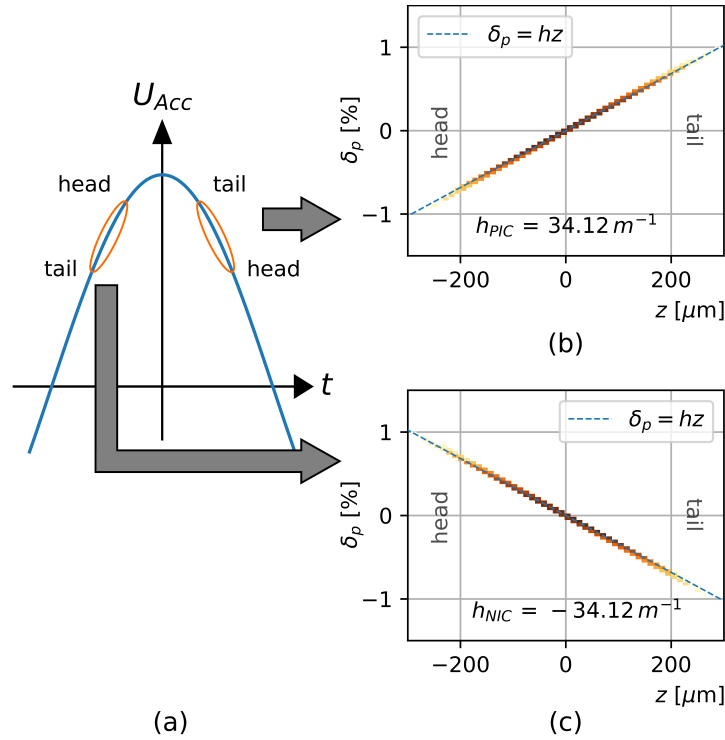 U_Acc
head
tail
tail
head
t
(a)
δ_p = hz
1
0
−1
δ_p [%]
head
tail
h_PIC = 34.12 m⁻¹
−200
0
200
z [μm]
(b)
δ_p = hz
1
0
−1
δ_p [%]
head
tail
h_NIC = −34.12 m⁻¹
−200
0
200
z [μm]
(c)